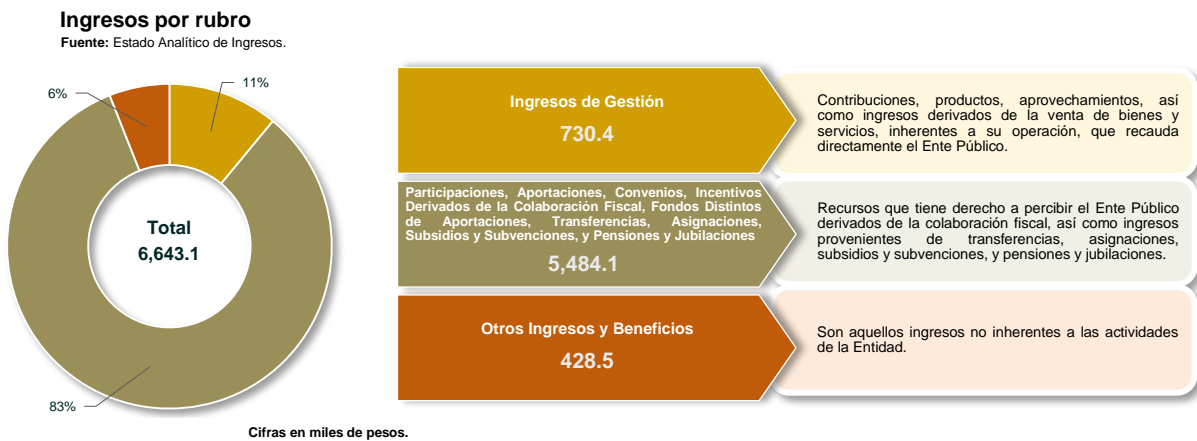 Ingresos por rubro
Fuente: Estado Analítico de Ingresos.
11%
6%
83%
Total
6,643.1
Ingresos de Gestión
730.4
Contribuciones, productos, aprovechamientos, así
como ingresos derivados de la venta de bienes y
servicios, inherentes a su operación, que recauda
directamente el Ente Público.
Participaciones, Aportaciones, Convenios, Incentivos
Derivados de la Colaboración Fiscal, Fondos Distintos
de Aportaciones, Transferencias, Asignaciones,
Subsidios y Subvenciones, y Pensiones y Jubilaciones
5,484.1
Recursos que tiene derecho a percibir el Ente Público
derivados de la colaboración fiscal, así como ingresos
provenientes de transferencias, asignaciones,
subsidios y subvenciones, y pensiones y jubilaciones.
Otros Ingresos y Beneficios
428.5
Son aquellos ingresos no inherentes a las actividades
de la Entidad.
Cifras en miles de pesos.